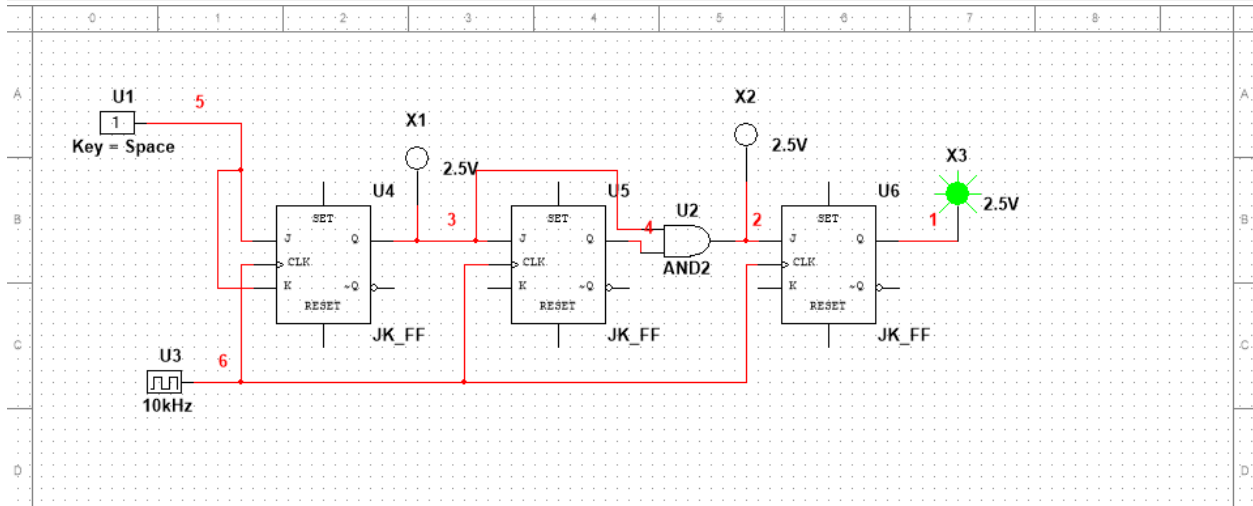 0 1 2 3 4 5 6 7 8
A A
U1 5
1
Key = Space
X1
2.5V
X2
2.5V
X3
2.5V
B B
U4 3 U5 4 U2 2 U6 1
SET SET SET
J Q J Q J Q
AND2
CLK CLK CLK
K ~Q K ~Q K ~Q
RESET RESET RESET
JK_FF JK_FF JK_FF
C C
U3 6
10kHz
D D